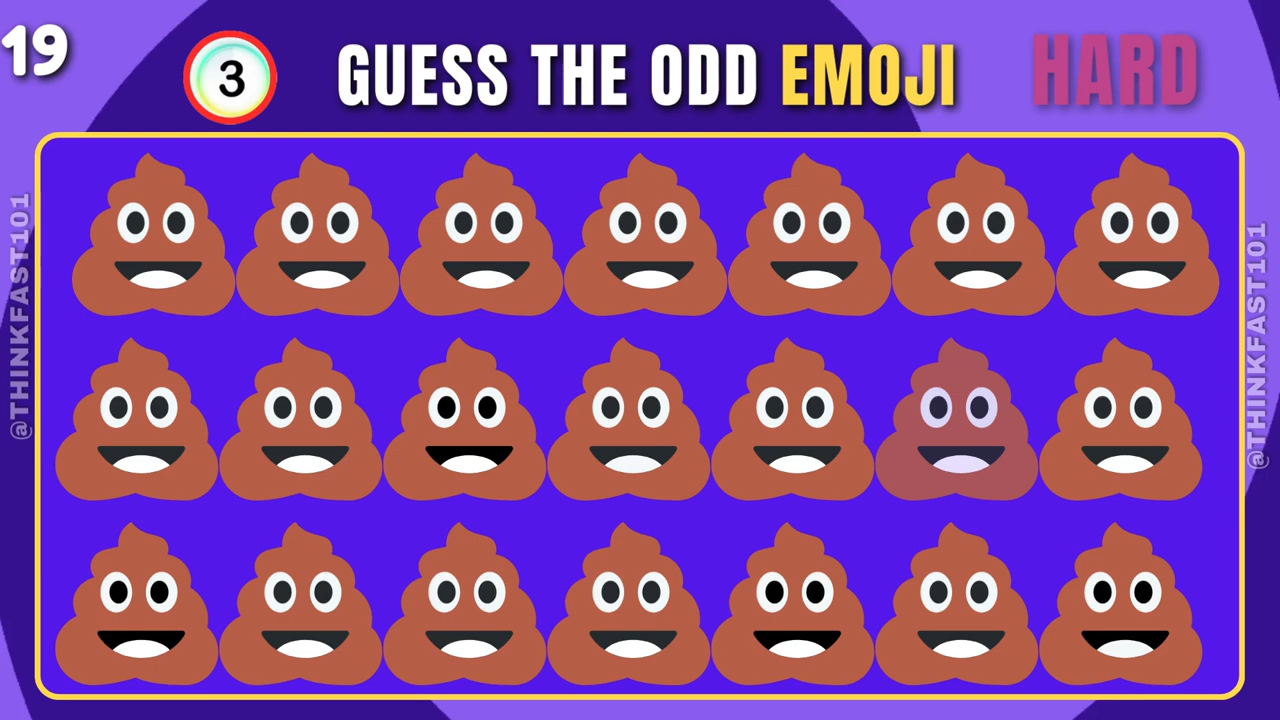 19
3
GUESS THE ODD EMOJI
HARD
@THINKFAST101
@THINKFAST101